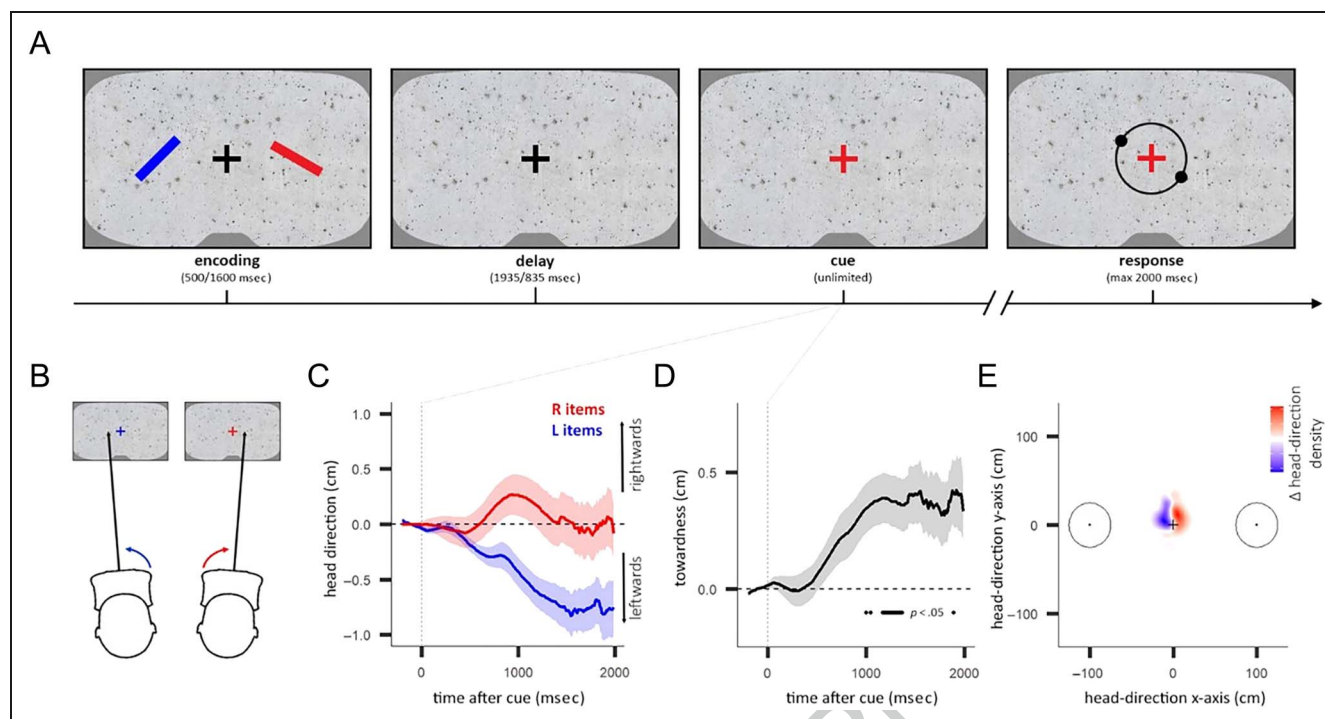 A
encoding
(500/1600 msec)
delay
(1935/835 msec)
cue
(unlimited)
response
(max 2000 msec)
B
C
head direction (cm)
1.0
0.5
0.0
−0.5
−1.0
R items
L items
rightwards
leftwards
0
1000
2000
time after cue (msec)
D
towardness (cm)
0.5
0.0
p < .05
0
1000
2000
time after cue (msec)
E
head-direction y-axis (cm)
100
0
−100
Δ head-direction
density
−100
0
100
head-direction x-axis (cm)